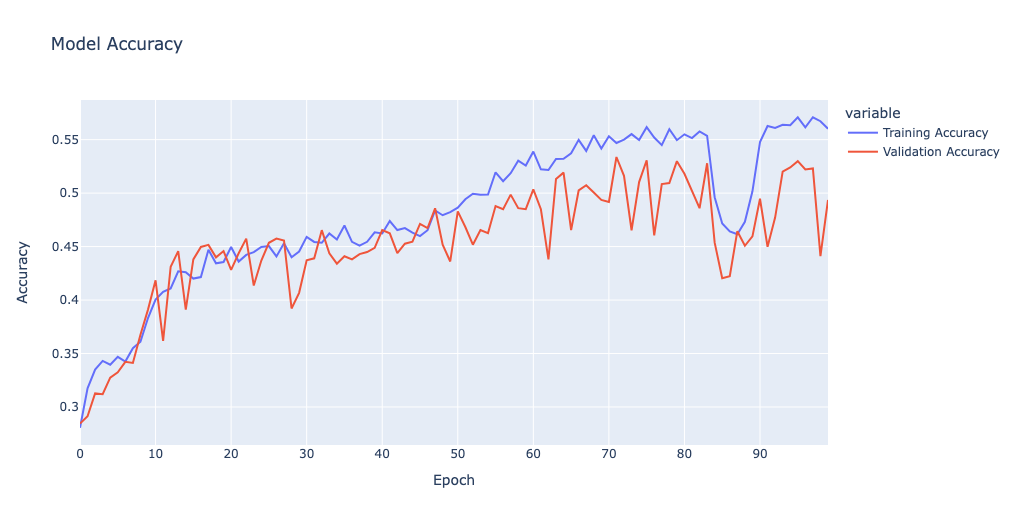 Model Accuracy
variable
Training Accuracy
Validation Accuracy
Accuracy
0.55
0.5
0.45
0.4
0.35
0.3
0 10 20 30 40 50 60 70 80 90
Epoch